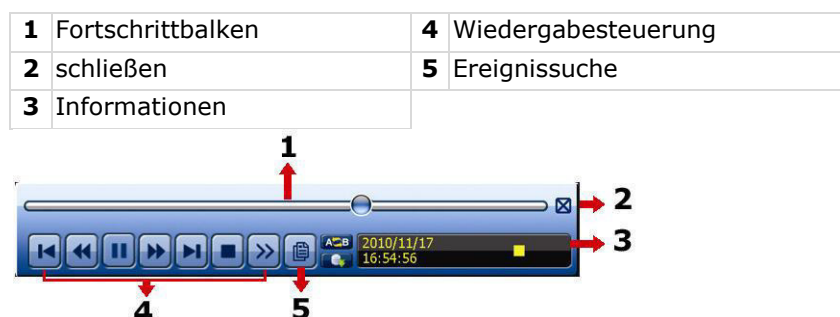 1 Fortschrittbalken 4 Wiedergabesteuerung
2 schließen 5 Ereignissuche
3 Informationen
1
2
A B 2010/11/17
16:54:56
3
4 5